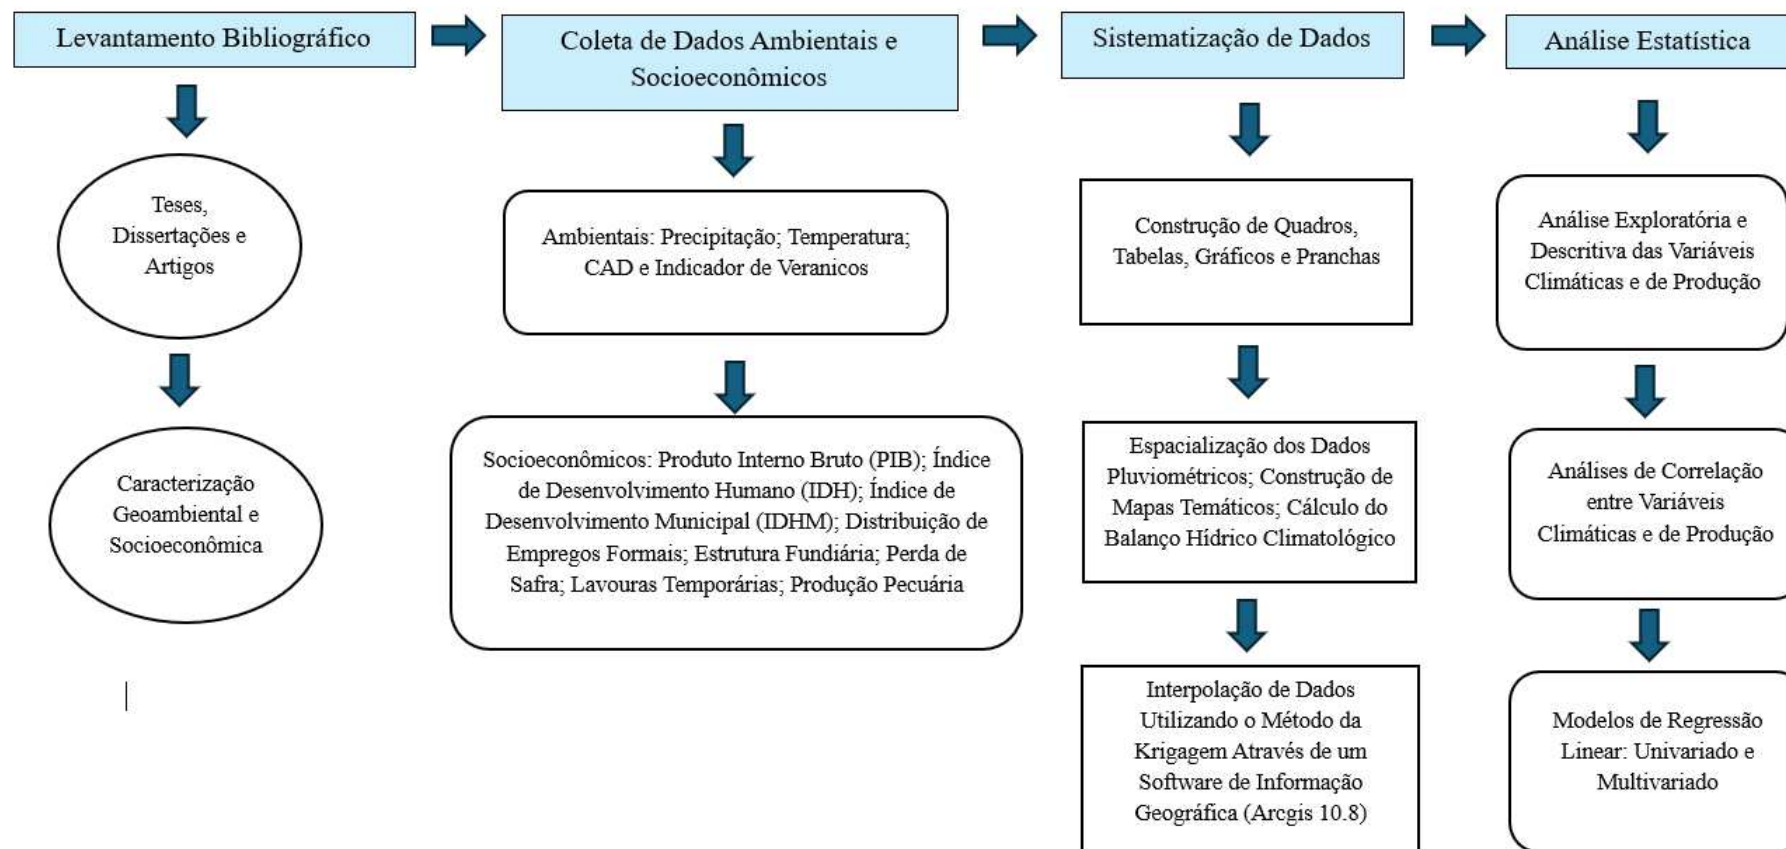 Levantamento Bibliográfico
Teses,
Dissertações e
Artigos
Caracterização
Geoambiental e
Socioeconômica
Coleta de Dados Ambientais e
Socioeconômicos
Ambientais: Precipitação; Temperatura;
CAD e Indicador de Veranicos
Socioeconômicos: Produto Interno Bruto (PIB); Índice
de Desenvolvimento Humano (IDH); Índice de
Desenvolvimento Municipal (IDHM); Distribuição de
Empregos Formais; Estrutura Fundiária; Perda de
Safra; Lavouras Temporárias; Produção Pecuária
Sistematização de Dados
Construção de Quadros,
Tabelas, Gráficos e Pranchas
Espacialização dos Dados
Pluviométricos; Construção de
Mapas Temáticos; Cálculo do
Balanço Hídrico Climatológico
Interpolação de Dados
Utilizando o Método da
Krigagem Através de um
Software de Informação
Geográfica (Arcgis 10.8)
Análise Estatística
Análise Exploratória e
Descritiva das Variáveis
Climáticas e de Produção
Análises de Correlação
entre Variáveis
Climáticas e de Produção
Modelos de Regressão
Linear: Univariado e
Multivariado